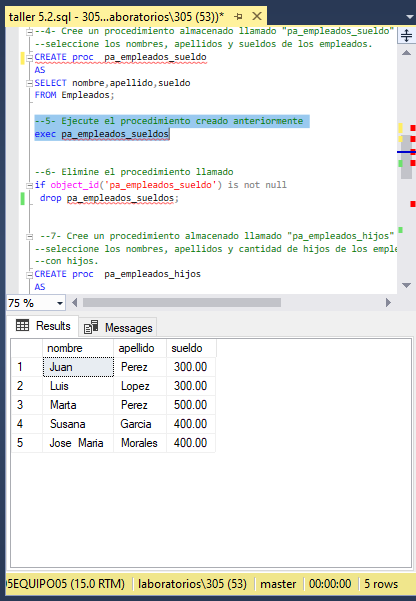 taller 5.2.sql - 305...aboratorios\305 (53))*
--4- Cree un procedimiento almacenado llamado "pa_empleados_sueldo"
--seleccione los nombres, apellidos y sueldos de los empleados.
CREATE proc  pa_empleados_sueldo
AS
SELECT nombre,apellido,sueldo
FROM Empleados;
--5- Ejecute el procedimiento creado anteriormente
exec pa_empleados_sueldos
--6- Elimine el procedimiento llamado
if object_id('pa_empleados_sueldo') is not null
drop pa_empleados_sueldos;
--7- Cree un procedimiento almacenado llamado "pa_empleados_hijos"
--seleccione los nombres, apellidos y cantidad de hijos de los emple
--con hijos.
CREATE proc  pa_empleados_hijos
AS
75 %
Results Messages
nombre apellido sueldo
1 Juan Perez 300.00
2 Luis Lopez 300.00
3 Marta Perez 500.00
4 Susana Garcia 400.00
5 Jose Maria Morales 400.00
05EQUIPO05 (15.0 RTM) laboratorios\305 (53) master 00:00:00 5 rows